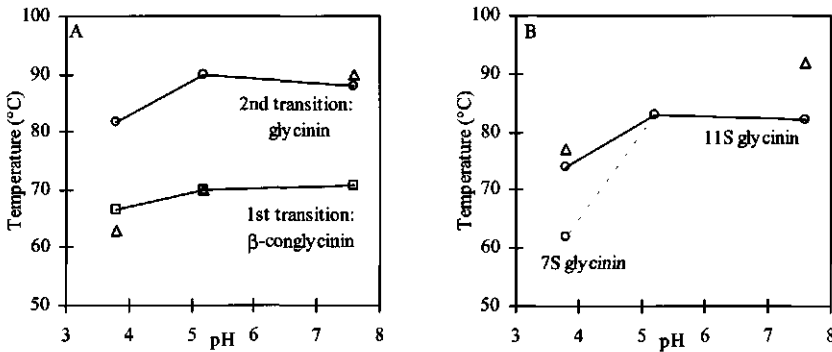 A
Temperature (°C)
100
90
80
70
60
50
2nd transition:
glycinin
1st transition:
β-conglycinin
3
4
5
6
7
8
pH
B
Temperature (°C)
100
90
80
70
60
50
11S glycinin
7S glycinin
3
4
5
6
7
8
pH